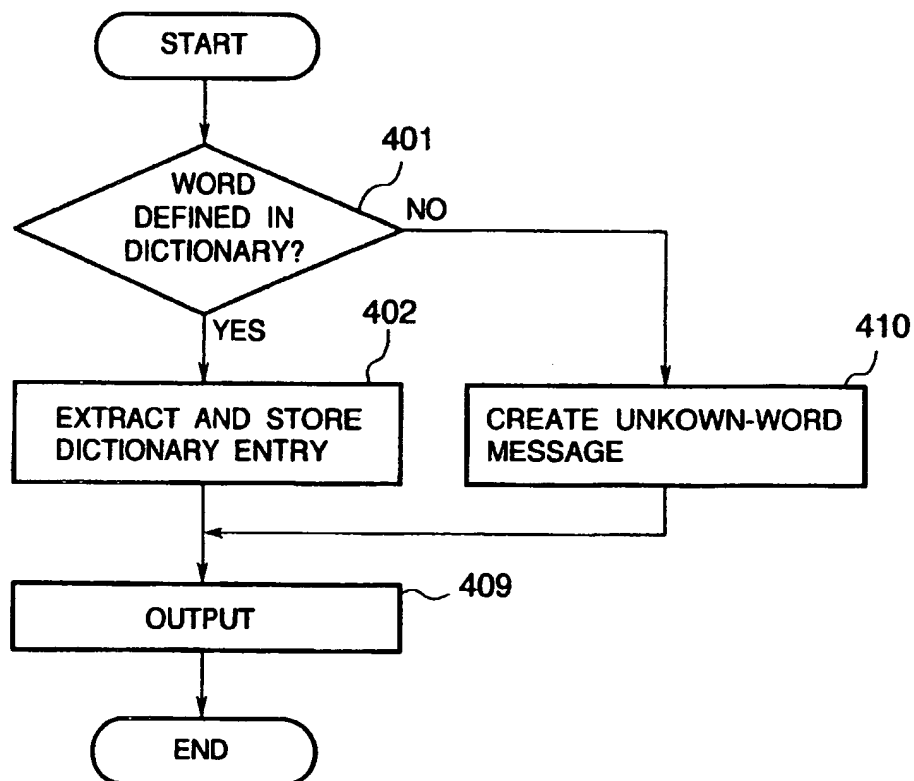 START
401
WORD
DEFINED IN
DICTIONARY?
NO
YES
402
EXTRACT AND STORE
DICTIONARY ENTRY
410
CREATE UNKOWN-WORD
MESSAGE
409
OUTPUT
END